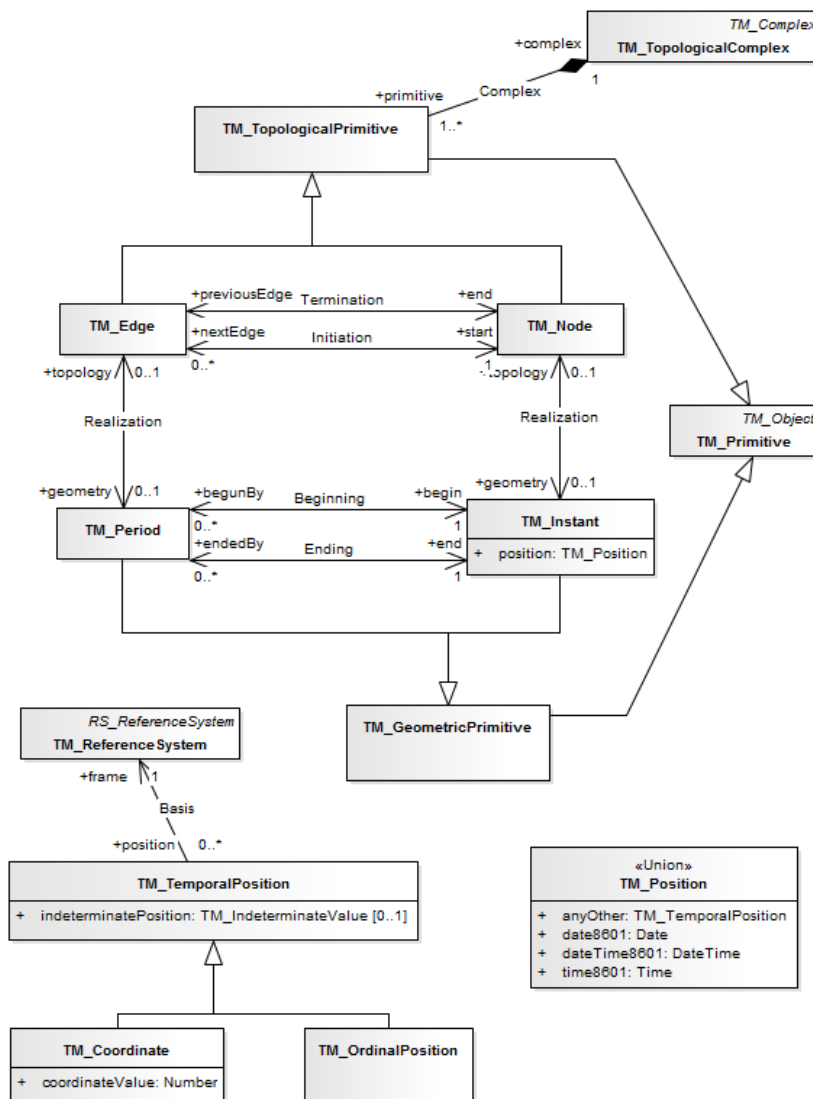 TM_Complex
+complex
TM_TopologicalComplex
1
Complex
+primitive
1..*
TM_TopologicalPrimitive
+previousEdge
Termination
+end
TM_Edge
+nextEdge
Initiation
+start
TM_Node
0..*
1
+topology
0..1
+topology
0..1
Realization
Realization
TM_Object
TM_Primitive
+geometry
0..1
+geometry
0..1
+begunBy
Beginning
+begin
0..*
1
TM_Period
TM_Instant
+endedBy
Ending
+end
0..*
1
+ position: TM_Position
RS_ReferenceSystem
TM_ReferenceSystem
TM_GeometricPrimitive
+frame
1
Basis
+position
0..*
TM_TemporalPosition
+ indeterminatePosition: TM_IndeterminateValue [0..1]
«Union»
TM_Position
+ anyOther: TM_TemporalPosition
+ date8601: Date
+ dateTime8601: DateTime
+ time8601: Time
TM_Coordinate
+ coordinateValue: Number
TM_OrdinalPosition